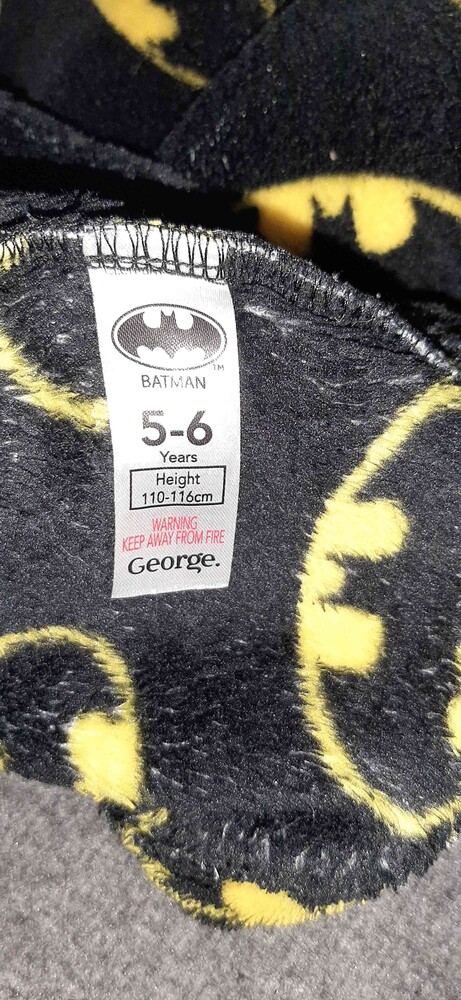 TM
BATMAN
5-6
Years
Height
110-116cm
WARNING
KEEP AWAY FROM FIRE
George.